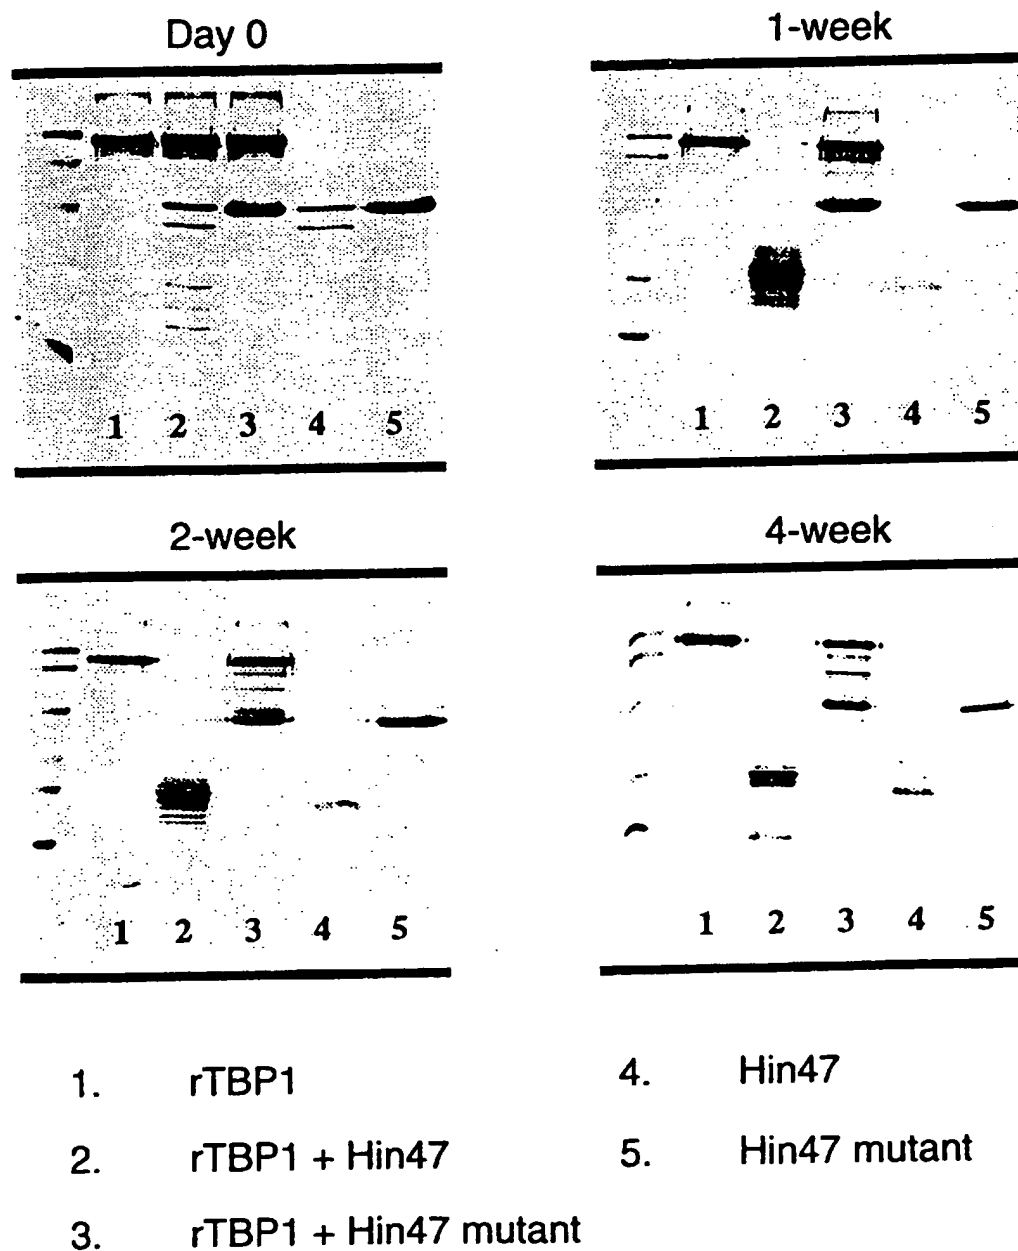 Day 0
1-week
1 2 3 4 5
1 2 3 4 5
2-week
4-week
1 2 3 4 5
1 2 3 4 5
1. rTBP1
2. rTBP1 + Hin47
3. rTBP1 + Hin47 mutant
4. Hin47
5. Hin47 mutant